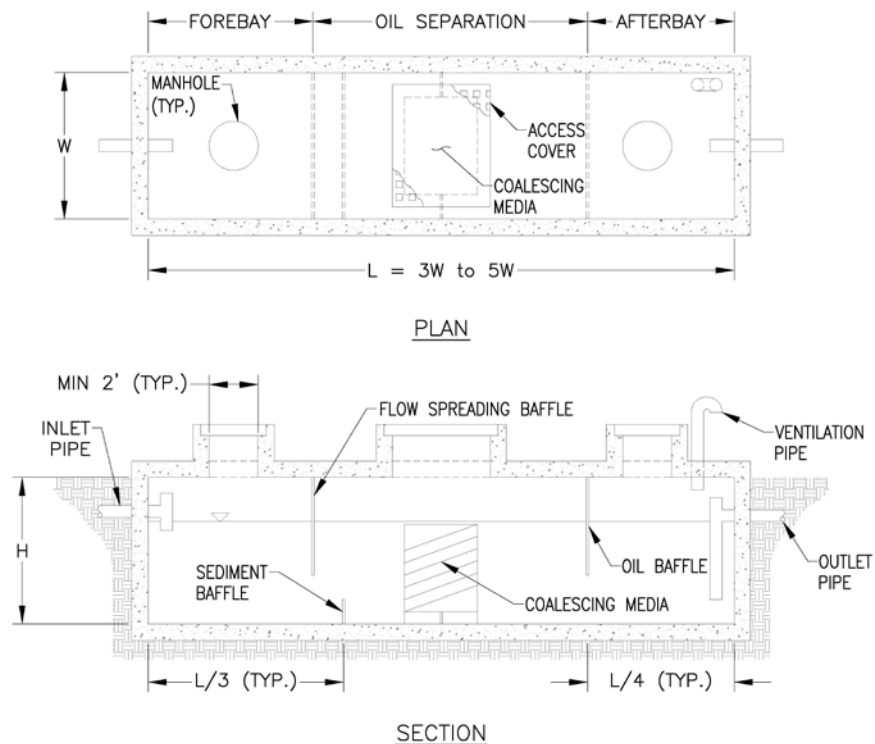 FOREBAY
OIL SEPARATION
AFTERBAY
MANHOLE
(TYP.)
W
ACCESS
COVER
COALESCING
MEDIA
L = 3W to 5W
PLAN
MIN 2' (TYP.)
FLOW SPREADING BAFFLE
INLET
PIPE
VENTILATION
PIPE
H
SEDIMENT
BAFFLE
OIL BAFFLE
COALESCING MEDIA
OUTLET
PIPE
L/3 (TYP.)
L/4 (TYP.)
SECTION